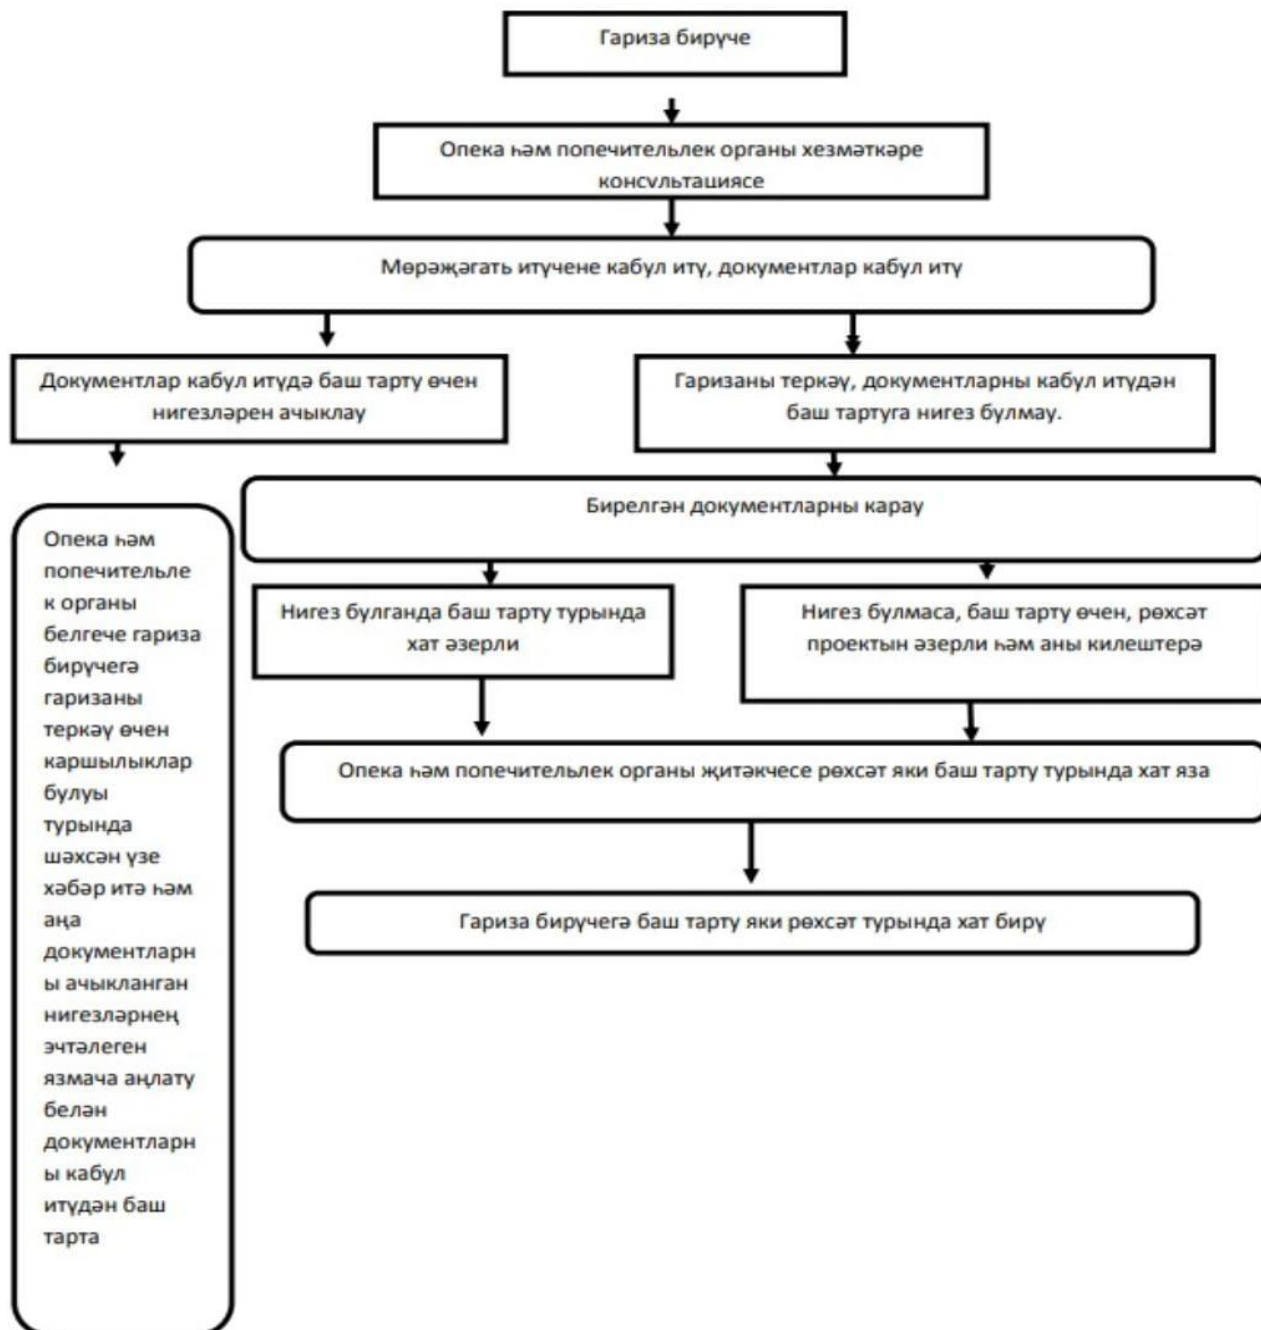 Гариза бирүче
Опека һәм попечительлек органы хезмәткәре
консультациясе
Мөрәҗәгать итүчене кабул итү, документлар кабул итү
Документлар кабул итүдә баш тарту өчен
нигезләрен ачыклау
Гаризаны теркәү, документларны кабул итүдән
баш тартуга нигез булмау.
Бирелгән документларны карау
Опека һәм
попечительле
к органы
белгече гариза
бирүчегә
гаризаны
теркәү өчен
каршылыклар
булуы
турында
шәхсән үзе
хәбәр итә һәм
аңа
документларн
ы ачыкланган
нигезләрнең
эчтәлеген
язмача аңлату
белән
документларн
ы кабул
итүдән баш
тарта
Нигез булганда баш тарту турында
хат әзерли
Нигез булмаса, баш тарту өчен, рөхсәт
проектын әзерли һәм аны килештерә
Опека һәм попечительлек органы җитәкчесе рөхсәт яки баш тарту турында хат яза
Гариза бирүчегә баш тарту яки рөхсәт турында хат бирү